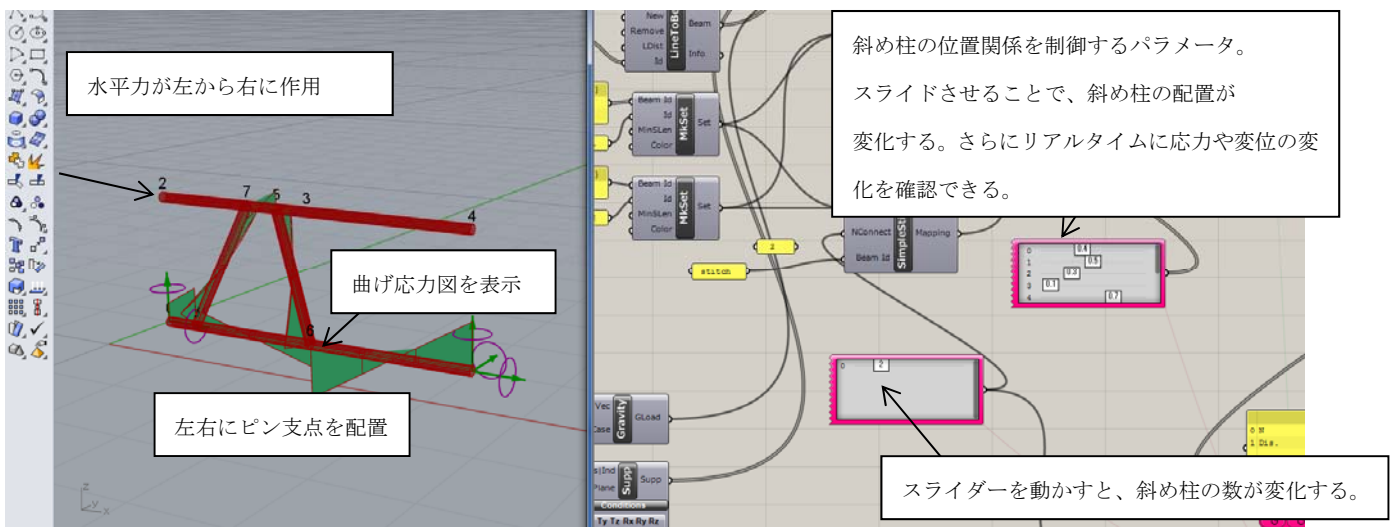 水平力が左から右に作用
2
7
5
3
4
6
曲げ応力図を表示
左右にピン支点を配置
z
y
x
New
Remove
LDist
Id
LineToBe
Beam
Info
Beam Id
Id
MinSLen
Color
MkSet
Set
Beam Id
Id
MinSLen
Color
MkSet
Set
2
stitch
NConnect
Beam Id
SimpleSti
Mapping
斜め柱の位置関係を制御するパラメータ。
スライドさせることで、斜め柱の配置が
変化する。さらにリアルタイムに応力や変位の変
化を確認できる。
0
1
2
3
4
0.4
0.5
0.3
0.1
0.7
0
2
Vec
Case
Gravity
GLoad
s(Ind
Plane
Supp
Supp
Conditions
Ty Tz Rx Ry Rz
0 N
1 Dis.
スライダーを動かすと、斜め柱の数が変化する。